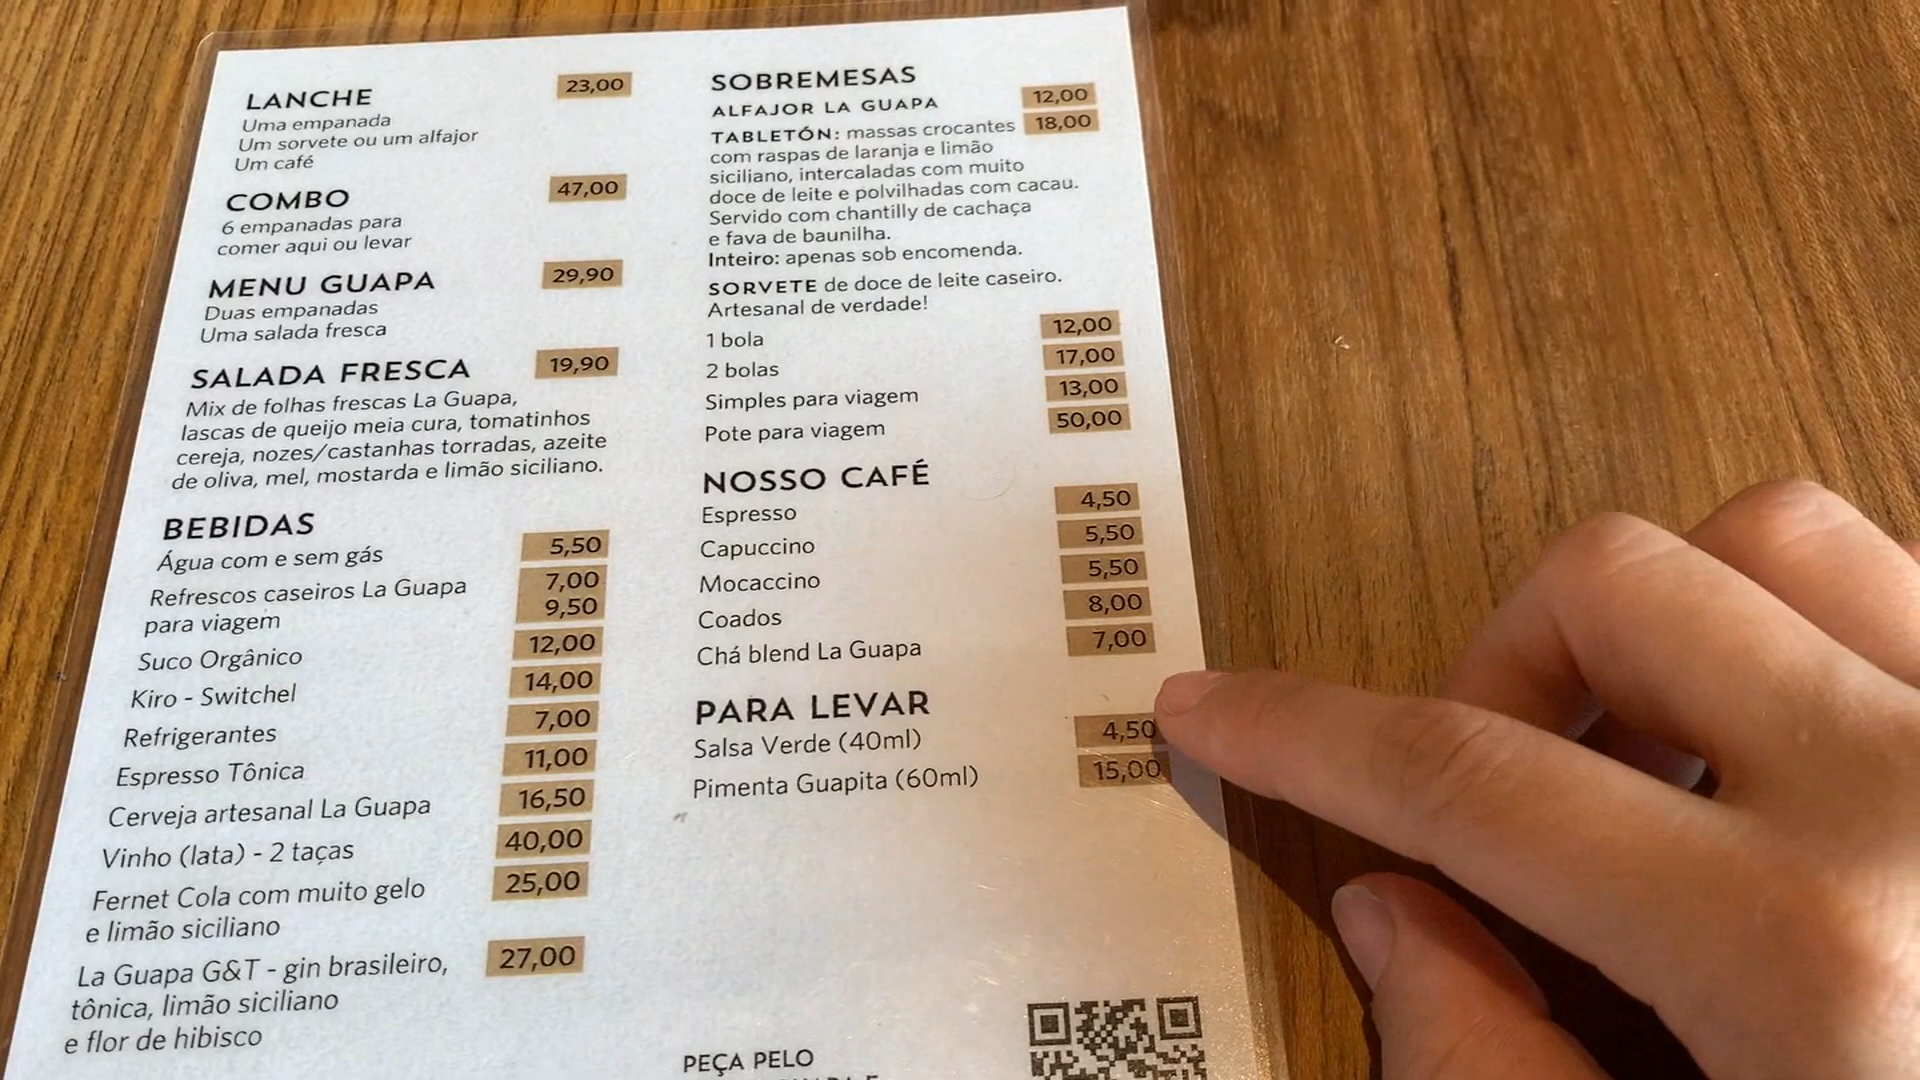 LANCHE 23,00
Uma empanada
Um sorvete ou um alfajor
Um café
COMBO 47,00
6 empanadas para
comer aqui ou levar
MENU GUAPA 29,90
Duas empanadas
Uma salada fresca
SALADA FRESCA 19,90
Mix de folhas frescas La Guapa,
lascas de queijo meia cura, tomatinhos
cereja, nozes/castanhas torradas, azeite
de oliva, mel, mostarda e limão siciliano.
BEBIDAS
Água com e sem gás 5,50
Refrescos caseiros La Guapa 7,00
para viagem 9,50
Suco Orgânico 12,00
Kiro - Switchel 14,00
Refrigerantes 7,00
Espresso Tônica 11,00
Cerveja artesanal La Guapa 16,50
Vinho (lata) - 2 taças 40,00
Fernet Cola com muito gelo 25,00
e limão siciliano
La Guapa G&T - gin brasileiro, 27,00
tônica, limão siciliano
e flor de hibisco
SOBREMESAS
ALFAJOR LA GUAPA 12,00
TABLETÓN: massas crocantes 18,00
com raspas de laranja e limão
siciliano, intercaladas com muito
doce de leite e polvilhadas com cacau.
Servido com chantilly de cachaça
e fava de baunilha.
Inteiro: apenas sob encomenda.
SORVETE de doce de leite caseiro.
Artesanal de verdade!
1 bola 12,00
2 bolas 17,00
Simples para viagem 13,00
Pote para viagem 50,00
NOSSO CAFÉ
Espresso 4,50
Capuccino 5,50
Mocaccino 5,50
Coados 8,00
Chá blend La Guapa 7,00
PARA LEVAR
Salsa Verde (40ml) 4,50
Pimenta Guapita (60ml) 15,00
PEÇA PELO